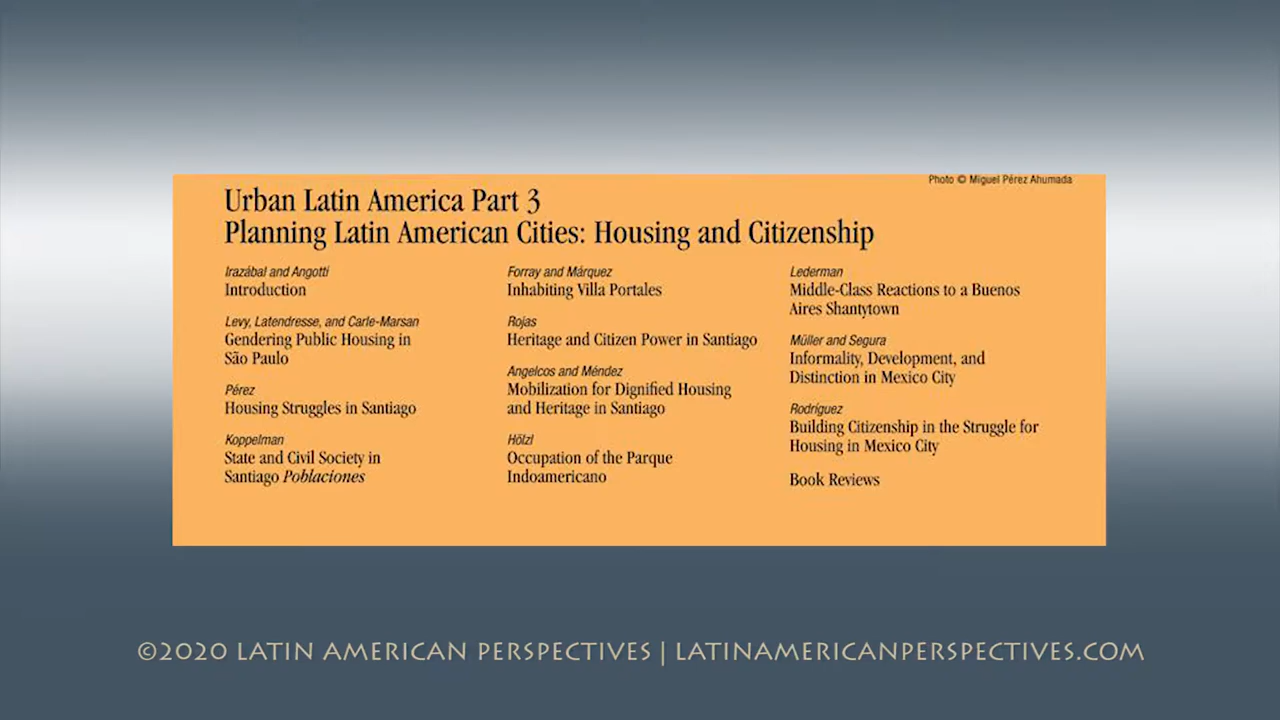 Photo © Miguel Pérez Ahumada
Urban Latin America Part 3
Planning Latin American Cities: Housing and Citizenship
Irazábal and Angotti
Introduction
Levy, Latendresse, and Carle-Marsan
Gendering Public Housing in
São Paulo
Pérez
Housing Struggles in Santiago
Koppelman
State and Civil Society in
Santiago Poblaciones
Forray and Márquez
Inhabiting Villa Portales
Rojas
Heritage and Citizen Power in Santiago
Angelcos and Méndez
Mobilization for Dignified Housing
and Heritage in Santiago
Hölzl
Occupation of the Parque
Indoamericano
Lederman
Middle-Class Reactions to a Buenos
Aires Shantytown
Müller and Segura
Informality, Development, and
Distinction in Mexico City
Rodríguez
Building Citizenship in the Struggle for
Housing in Mexico City
Book Reviews
©2020 LATIN AMERICAN PERSPECTIVES | LATINAMERICANPERSPECTIVES.COM